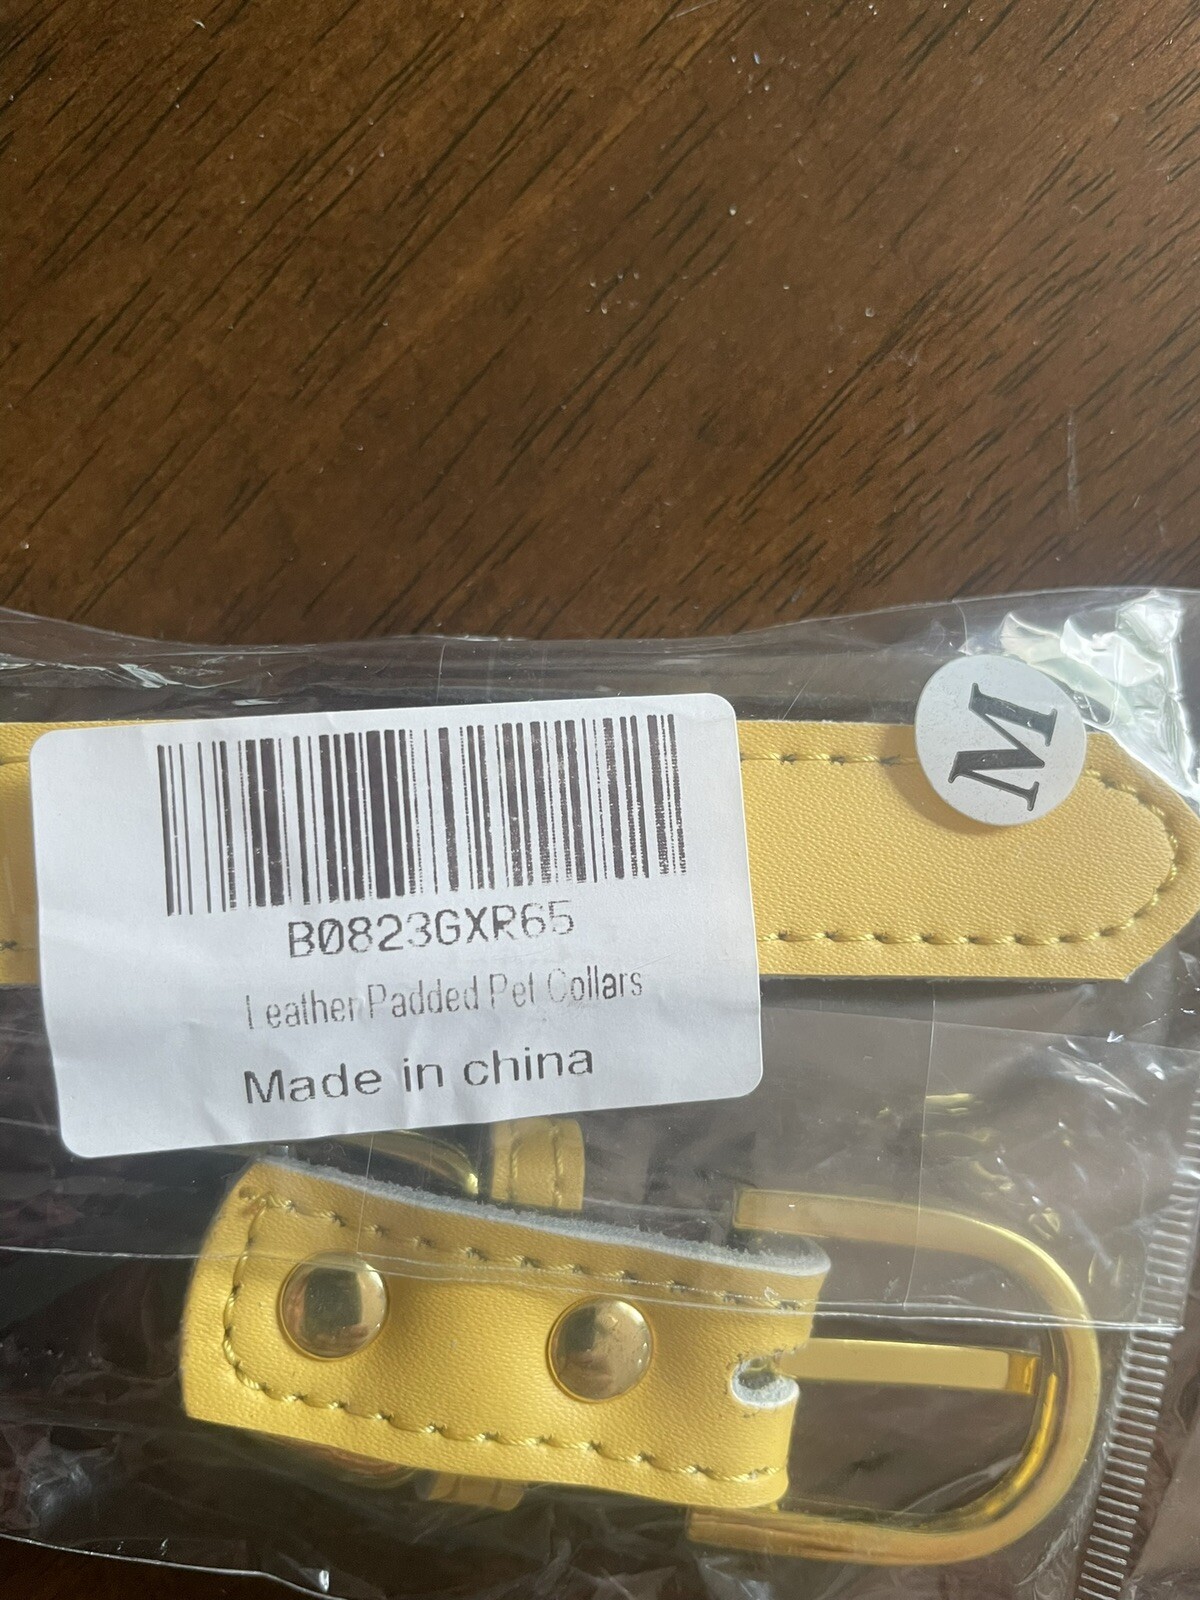 M
B0823GXR65
Leather Padded Pet Collars
Made in china